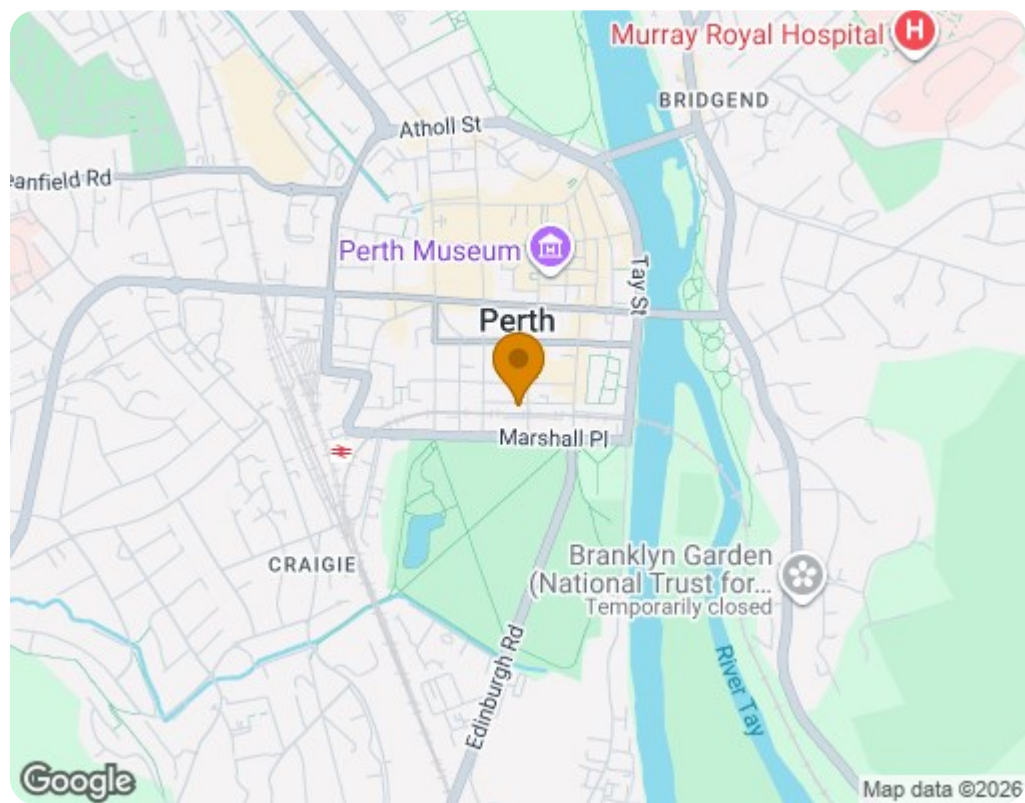 Murray Royal Hospital
H
BRIDGEND
Atholl St
eanfield Rd
Perth Museum
Tay St
Perth
Marshall Pl
CRAIGIE
Branklyn Garden
(National Trust for...
Temporarily closed
Edinburgh Rd
River Tay
Google
Map data ©2026